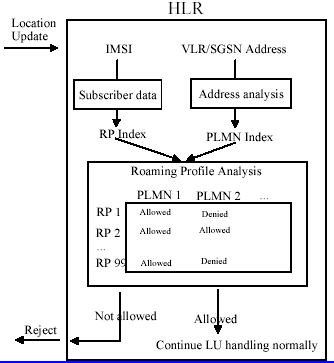 HLR
Location
Update
IMSI VLR/SGSN Address
Subscriber data Address analysis
RP Index PLMN Index
Roaming Profile Analysis
PLMN 1 PLMN 2 ...
RP 1 Allowed Denied
RP 2 Allowed Allowed
...
RP 99 Allowed Denied
Not allowed Allowed
Reject Continue LU handling normally